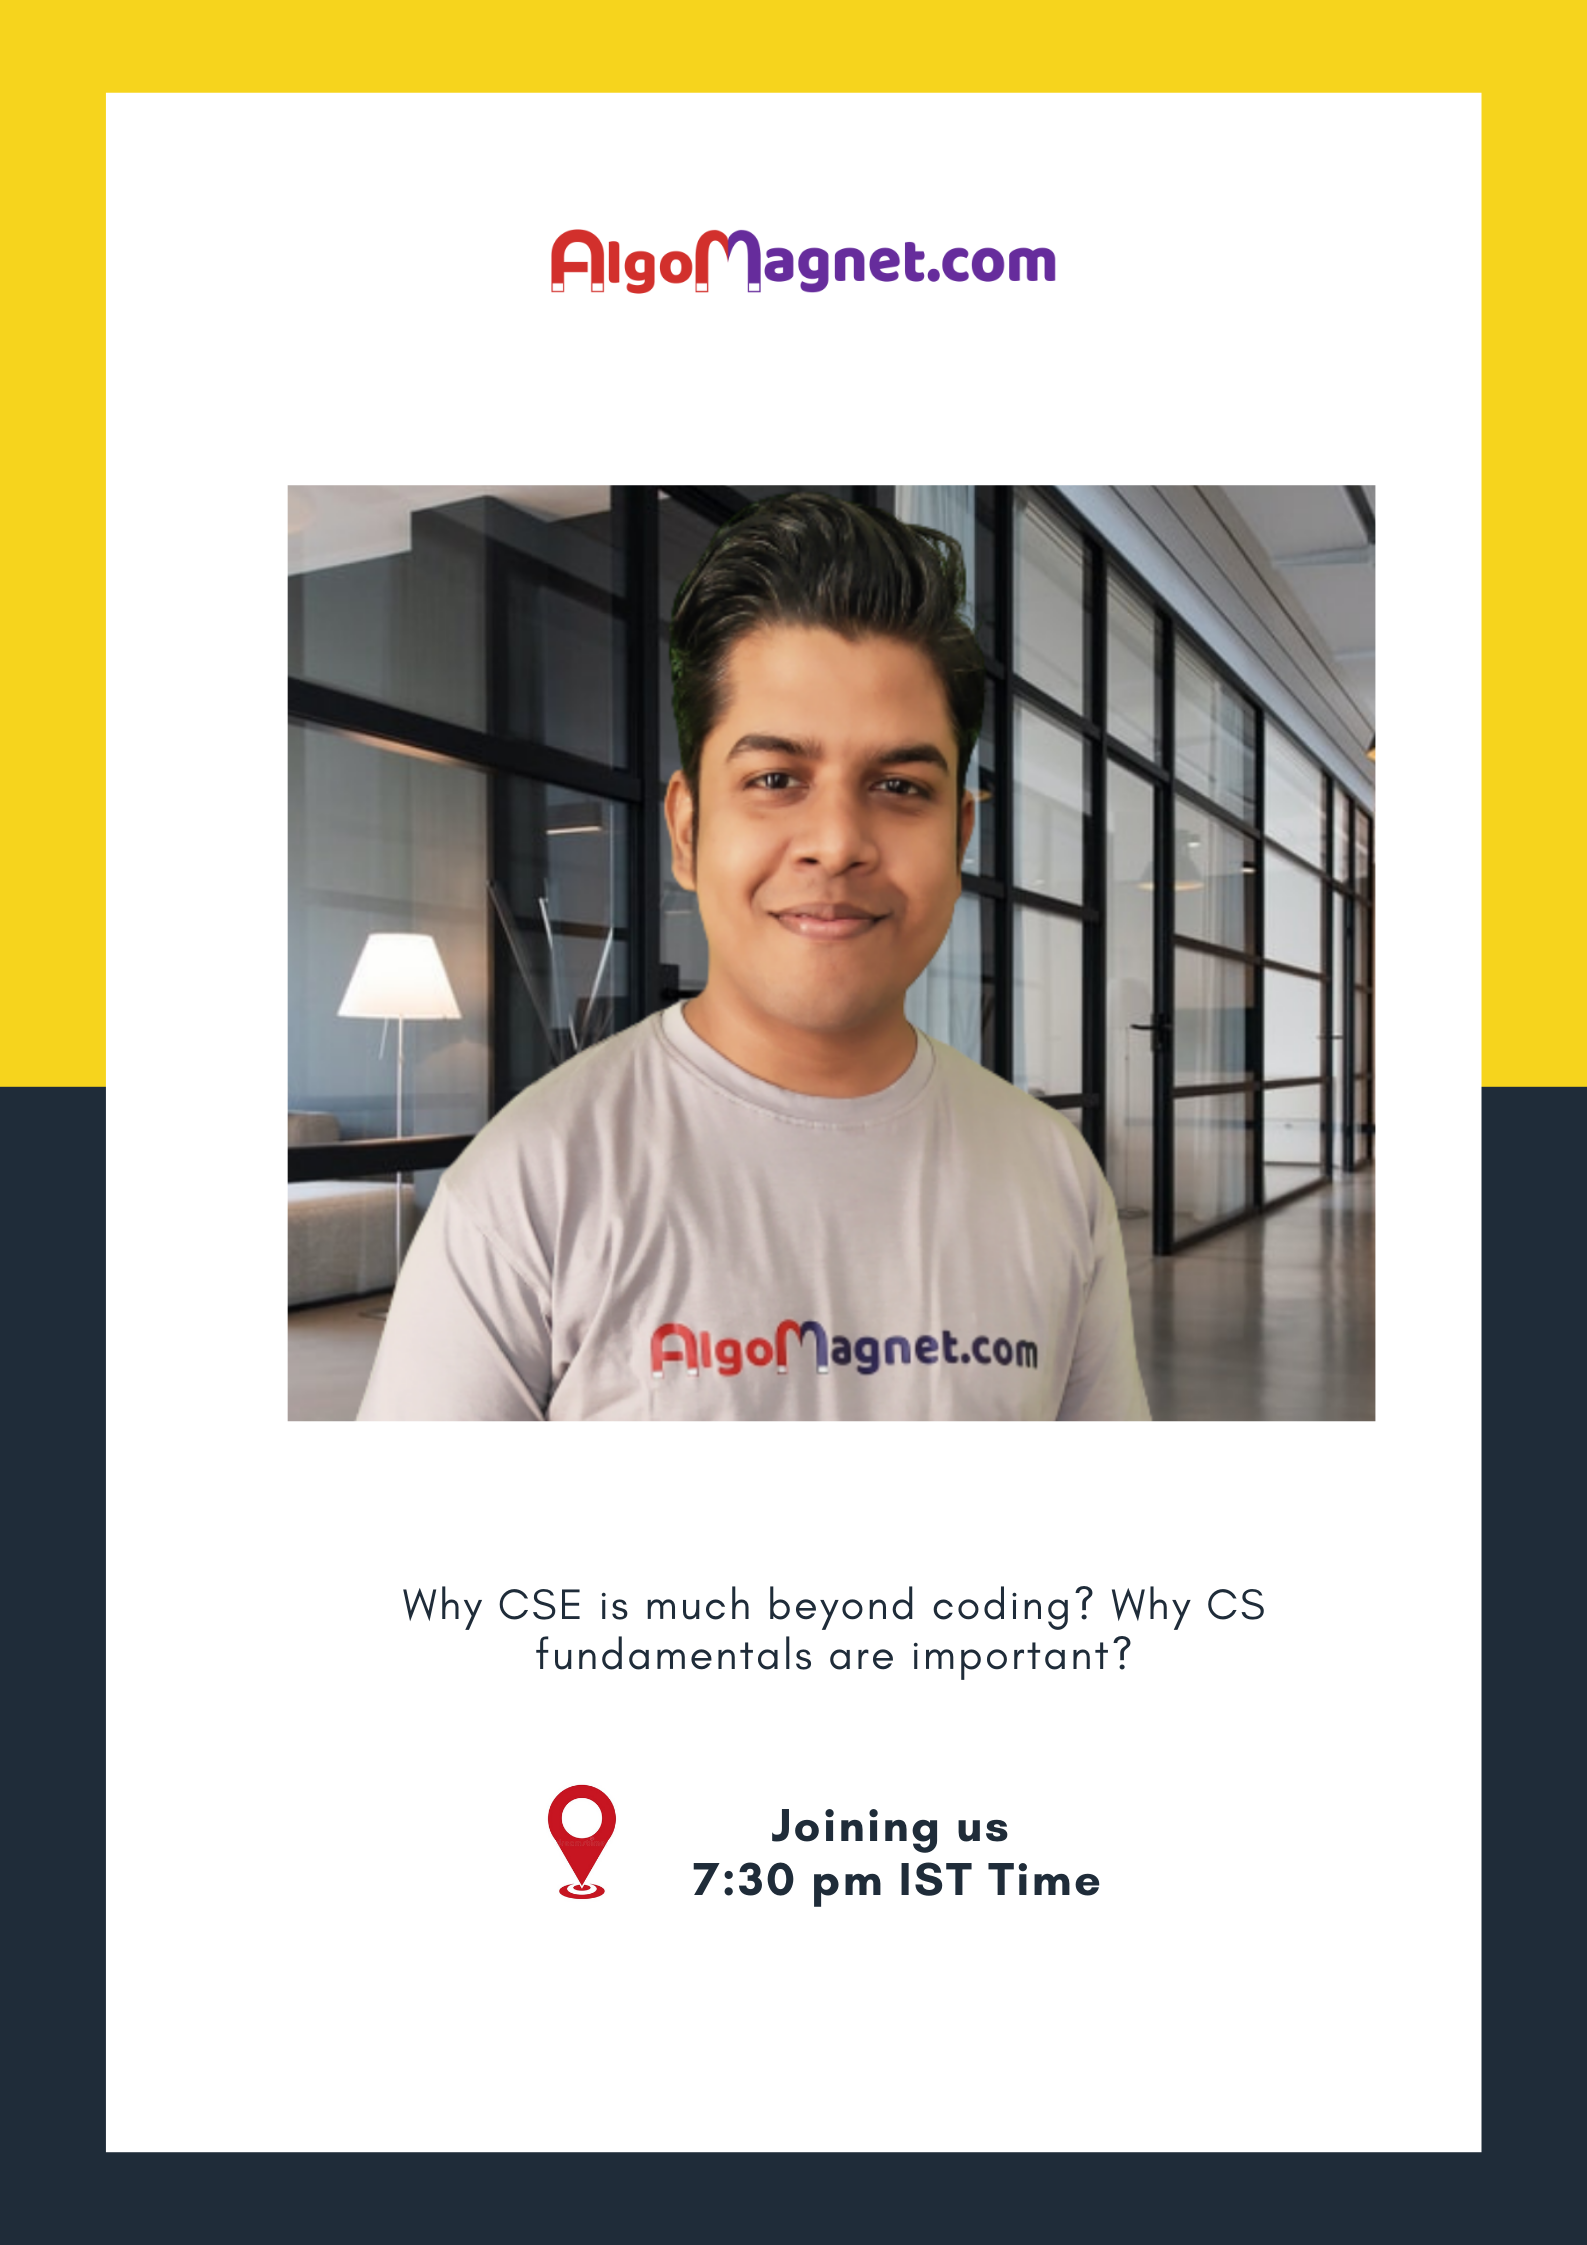 AlgoMagnet.com
AlgoMagnet.com
Why CSE is much beyond coding? Why CS
fundamentals are important?
Joining us
7:30 pm IST Time